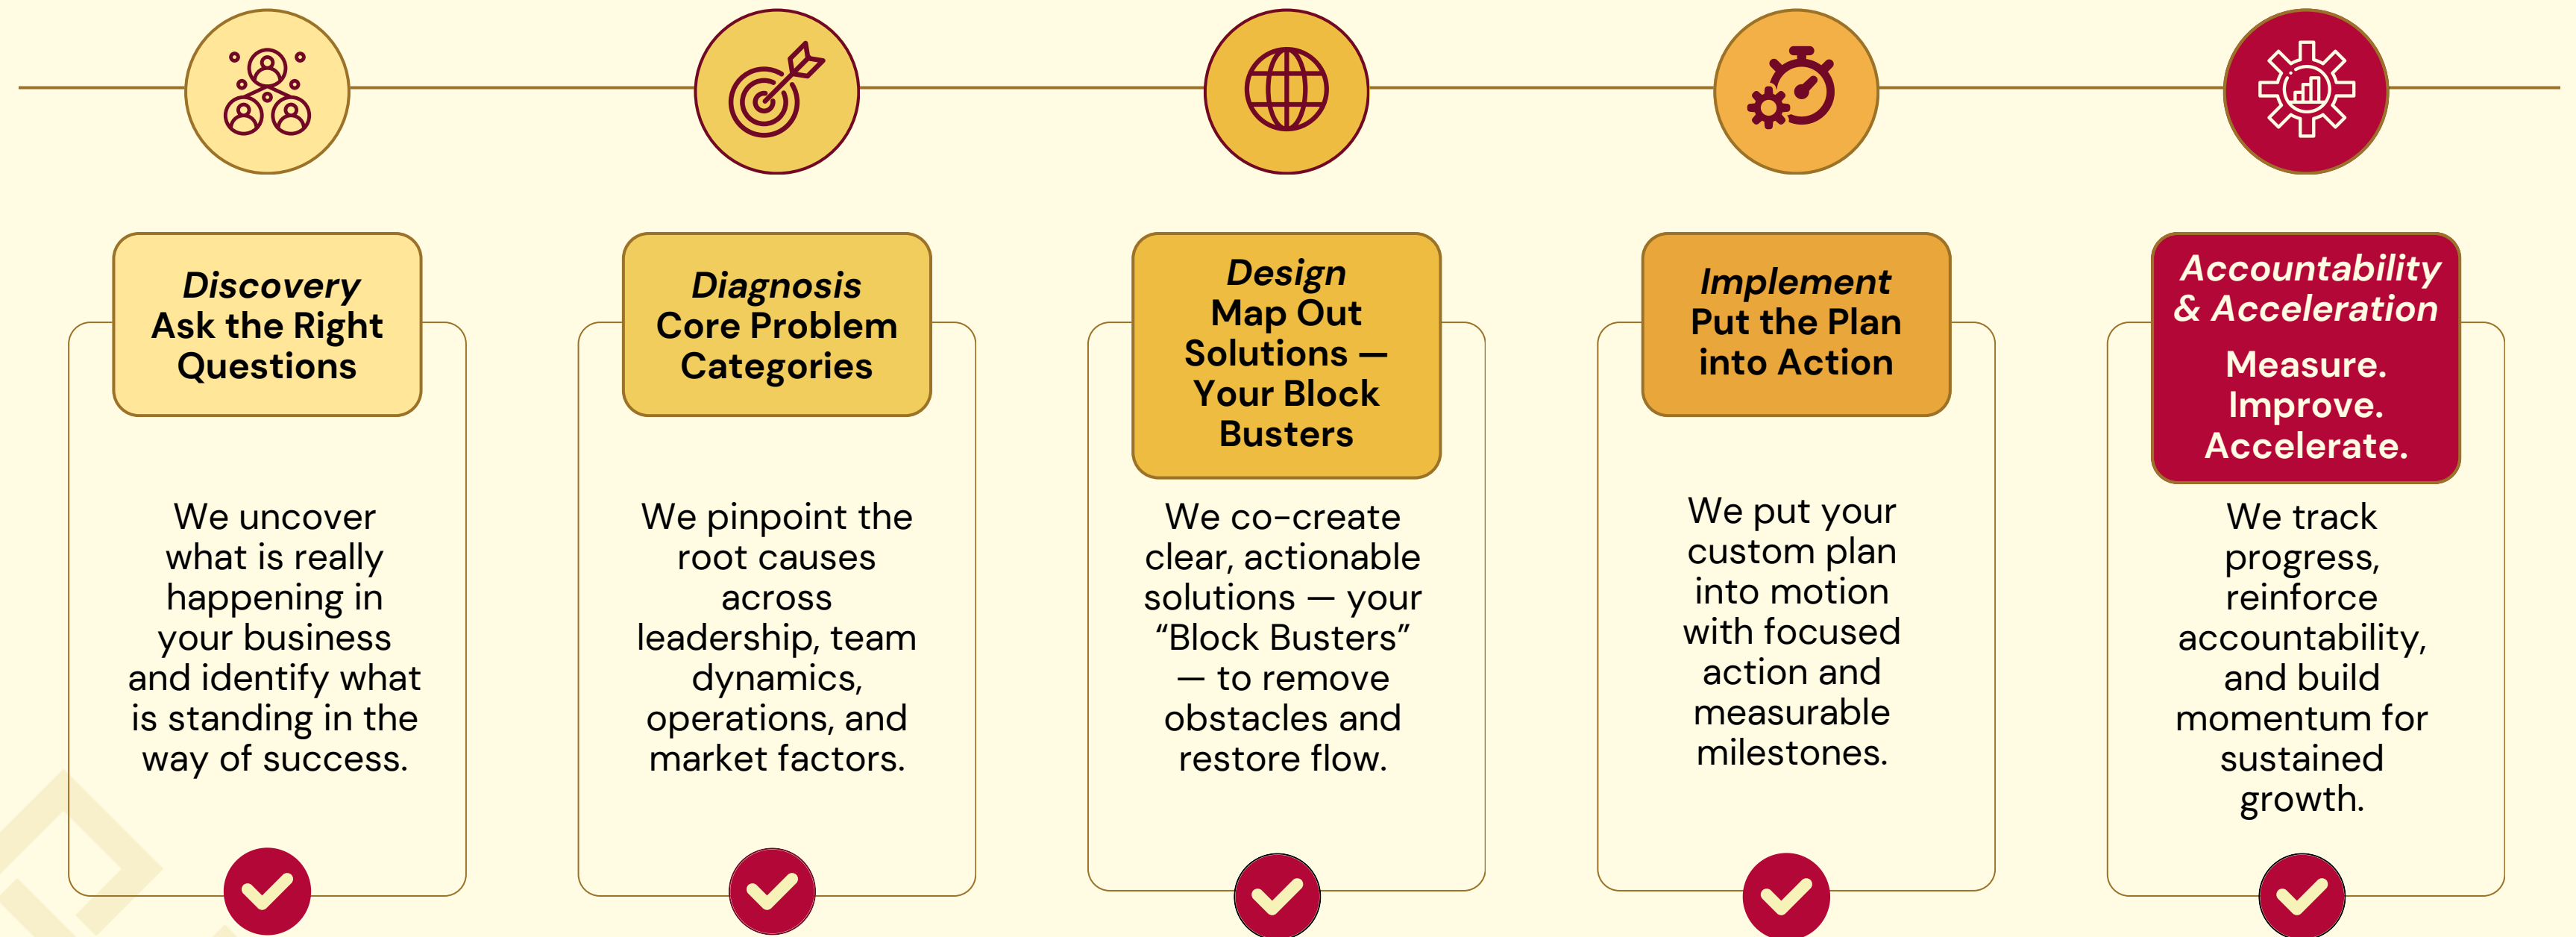 Discovery
Ask the Right
Questions
We uncover
what is really
happening in
your business
and identify what
is standing in the
way of success.
Diagnosis
Core Problem
Categories
We pinpoint the
root causes
across
leadership, team
dynamics,
operations, and
market factors.
Design
Map Out
Solutions —
Your Block
Busters
We co-create
clear, actionable
solutions — your
“Block Busters”
— to remove
obstacles and
restore flow.
Implement
Put the Plan
into Action
We put your
custom plan
into motion
with focused
action and
measurable
milestones.
Accountability
& Acceleration
Measure.
Improve.
Accelerate.
We track
progress,
reinforce
accountability,
and build
momentum for
sustained
growth.